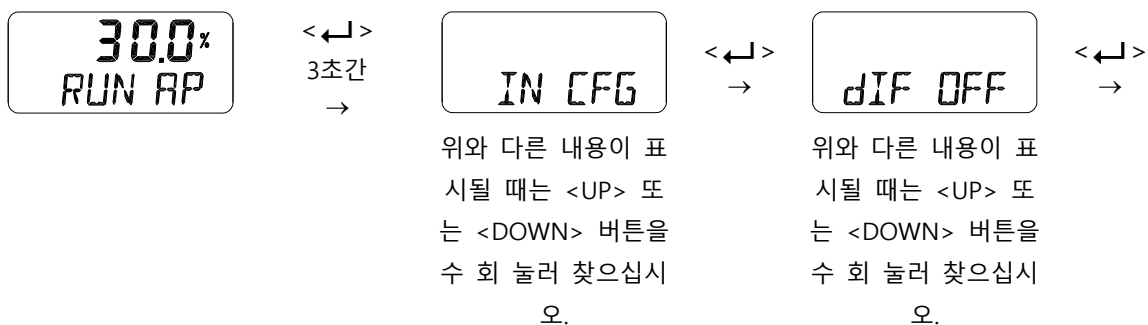 30.0%
RUN AP
<↵>
3초간
→
IN CFG
위와 다른 내용이 표
시될 때는 <UP> 또
는 <DOWN> 버튼을
수 회 눌러 찾으십시
오.
<↵>
→
dIF OFF
위와 다른 내용이 표
시될 때는 <UP> 또
는 <DOWN> 버튼을
수 회 눌러 찾으십시
오.
<↵>
→